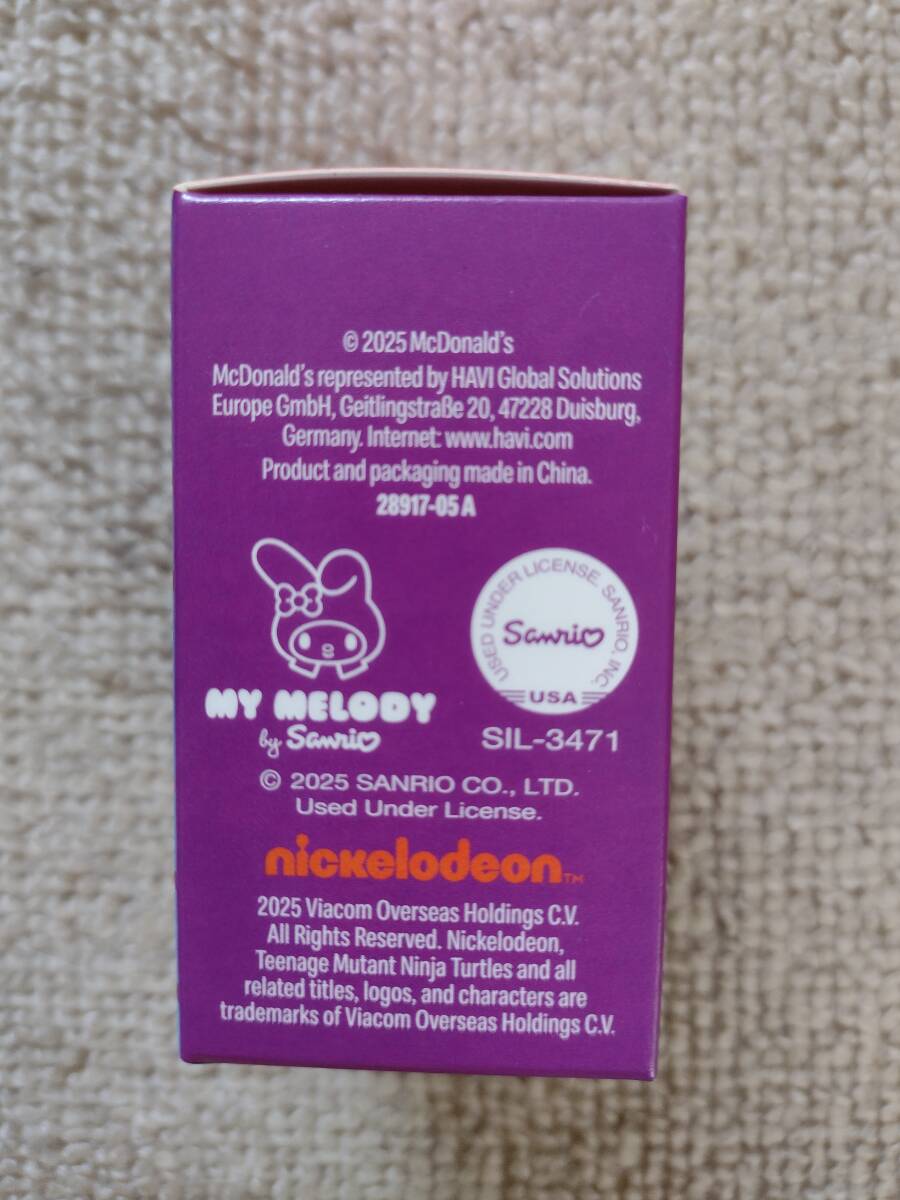 © 2025 McDonald's
McDonald's represented by HAVI Global Solutions
Europe GmbH, Geitlingstraße 20, 47228 Duisburg,
Germany. Internet: www.havi.com
Product and packaging made in China.
28917-05 A
MY MELODY
by Sanrio
USED UNDER LICENSE. SANRIO, INC.
Sanrio
USA
SIL-3471
© 2025 SANRIO CO., LTD.
Used Under License.
nickelodeon™
2025 Viacom Overseas Holdings C.V.
All Rights Reserved. Nickelodeon,
Teenage Mutant Ninja Turtles and all
related titles, logos, and characters are
trademarks of Viacom Overseas Holdings C.V.